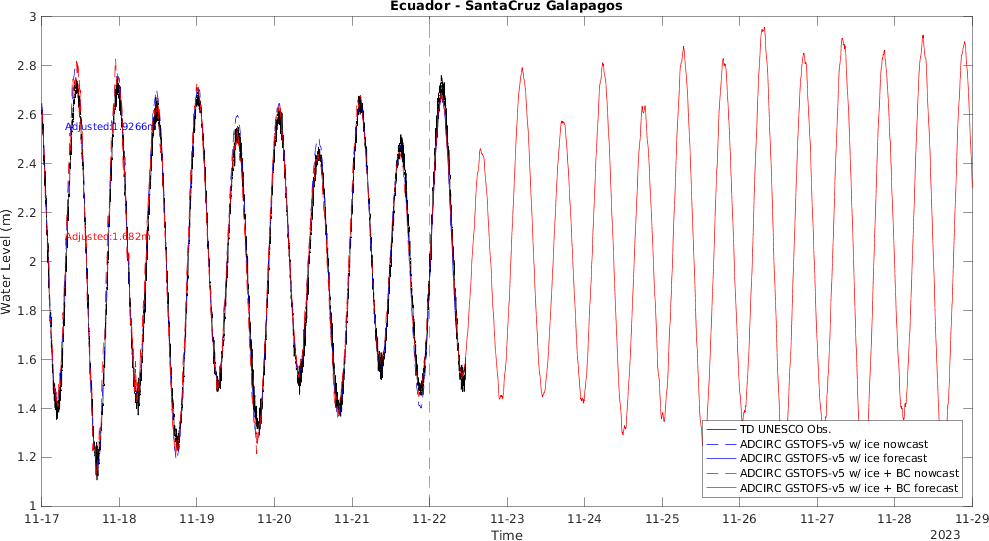 Ecuador - SantaCruz Galapagos
3
2.8
2.6
2.4
2.2
2
1.8
1.6
1.4
1.2
1
Water Level (m)
Adjusted:1.9266m
Adjusted:1.682m
TD UNESCO Obs.
ADCIRC GSTOFS-v5 w/ ice nowcast
ADCIRC GSTOFS-v5 w/ ice forecast
ADCIRC GSTOFS-v5 w/ ice + BC nowcast
ADCIRC GSTOFS-v5 w/ ice + BC forecast
11-17 11-18 11-19 11-20 11-21 11-22 11-23 11-24 11-25 11-26 11-27 11-28 11-29
Time
2023